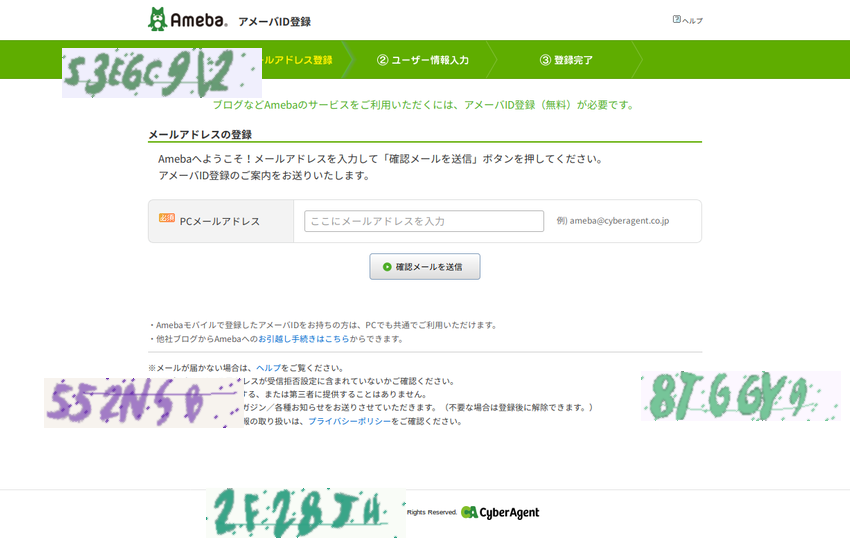 Ameba アメーバID登録
ヘルプ
S3E6C9V2
ールアドレス登録
② ユーザー情報入力
③ 登録完了
ブログなどAmebaのサービスをご利用いただくには、アメーバID登録（無料）が必要です。
メールアドレスの登録
Amebaへようこそ！メールアドレスを入力して「確認メールを送信」ボタンを押してください。
アメーバID登録のご案内をお送りいたします。
必須 PCメールアドレス
ここにメールアドレスを入力
例) ameba@cyberagent.co.jp
確認メールを送信
・Amebaモバイルで登録したアメーバIDをお持ちの方は、PCでも共通でご利用いただけます。
・他社ブログからAmebaへのお引越し手続きはこちらからできます。
※メールが届かない場合は、ヘルプをご覧ください。
レスが受信拒否設定に含まれていないかご確認ください。
する、または第三者に提供することはありません。
ガジン／各種お知らせをお送りさせていただきます。（不要な場合は登録後に解除できます。）
報の取り扱いは、プライバシーポリシーをご確認ください。
8TGGY9
2F28JH
Rights Reserved. CyberAgent